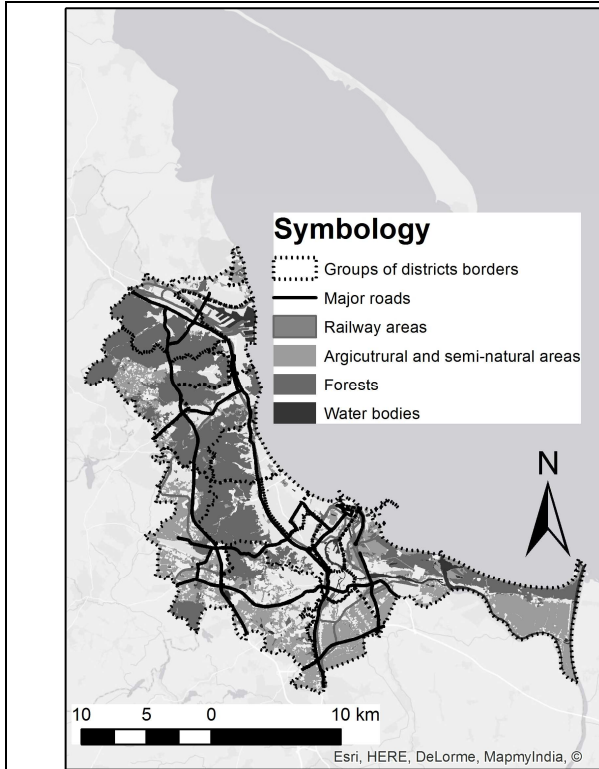 Symbology
Groups of districts borders
Major roads
Railway areas
Argicutrural and semi-natural areas
Forests
Water bodies
N
10 5 0 10 km
Esri, HERE, DeLorme, MapmyIndia, ©